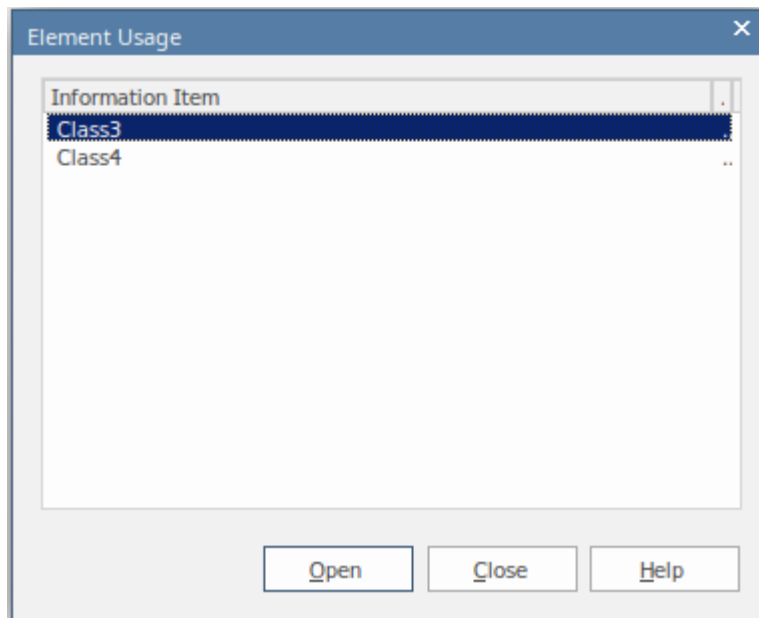 Element Usage
Information Item .
Class3 ..
Class4 ..
Open Close Help